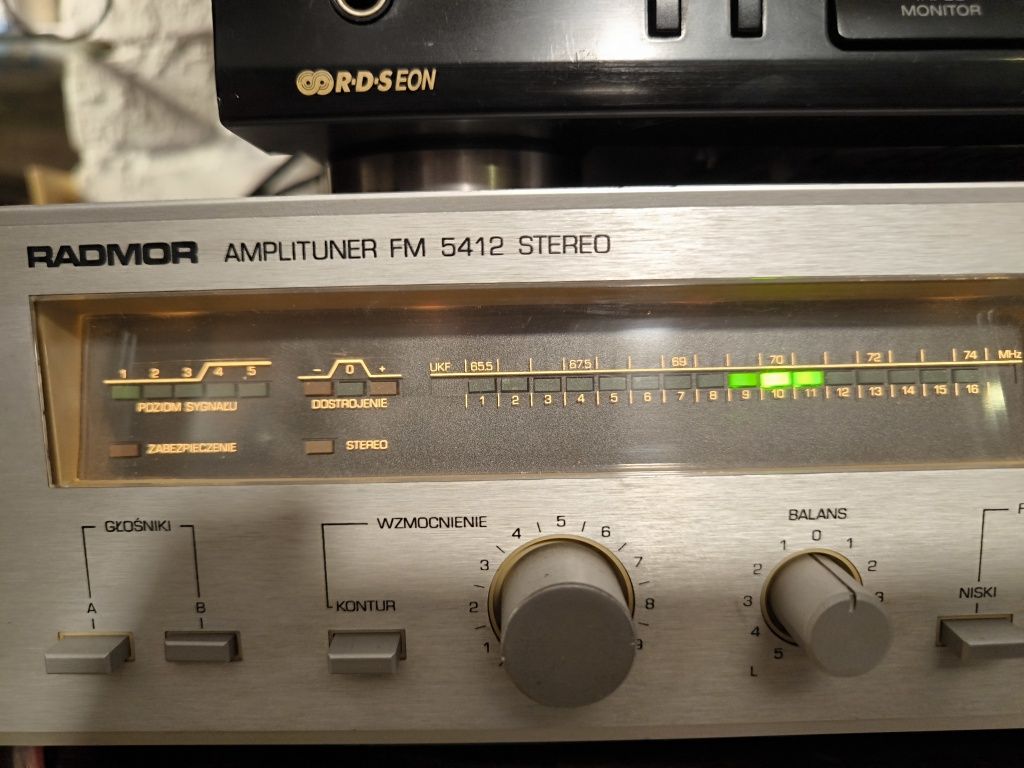 MONITOR
R·D·S EON
RADMOR AMPLITUNER FM 5412 STEREO
1 2 3 4 5
POZIOM SYGNAŁU
- 0 +
DOSTROJENIE
UKF 65.5 67.5 69 70 72 74 MHz
1 2 3 4 5 6 7 8 9 10 11 12 13 14 15 16
ZABEZPIECZENIE
STEREO
GŁOŚNIKI
A B
WZMOCNIENIE
KONTUR
1 2 3 4 5 6 7 8 9
BALANS
5 4 3 2 1 0 1 2 3
L
NISKI